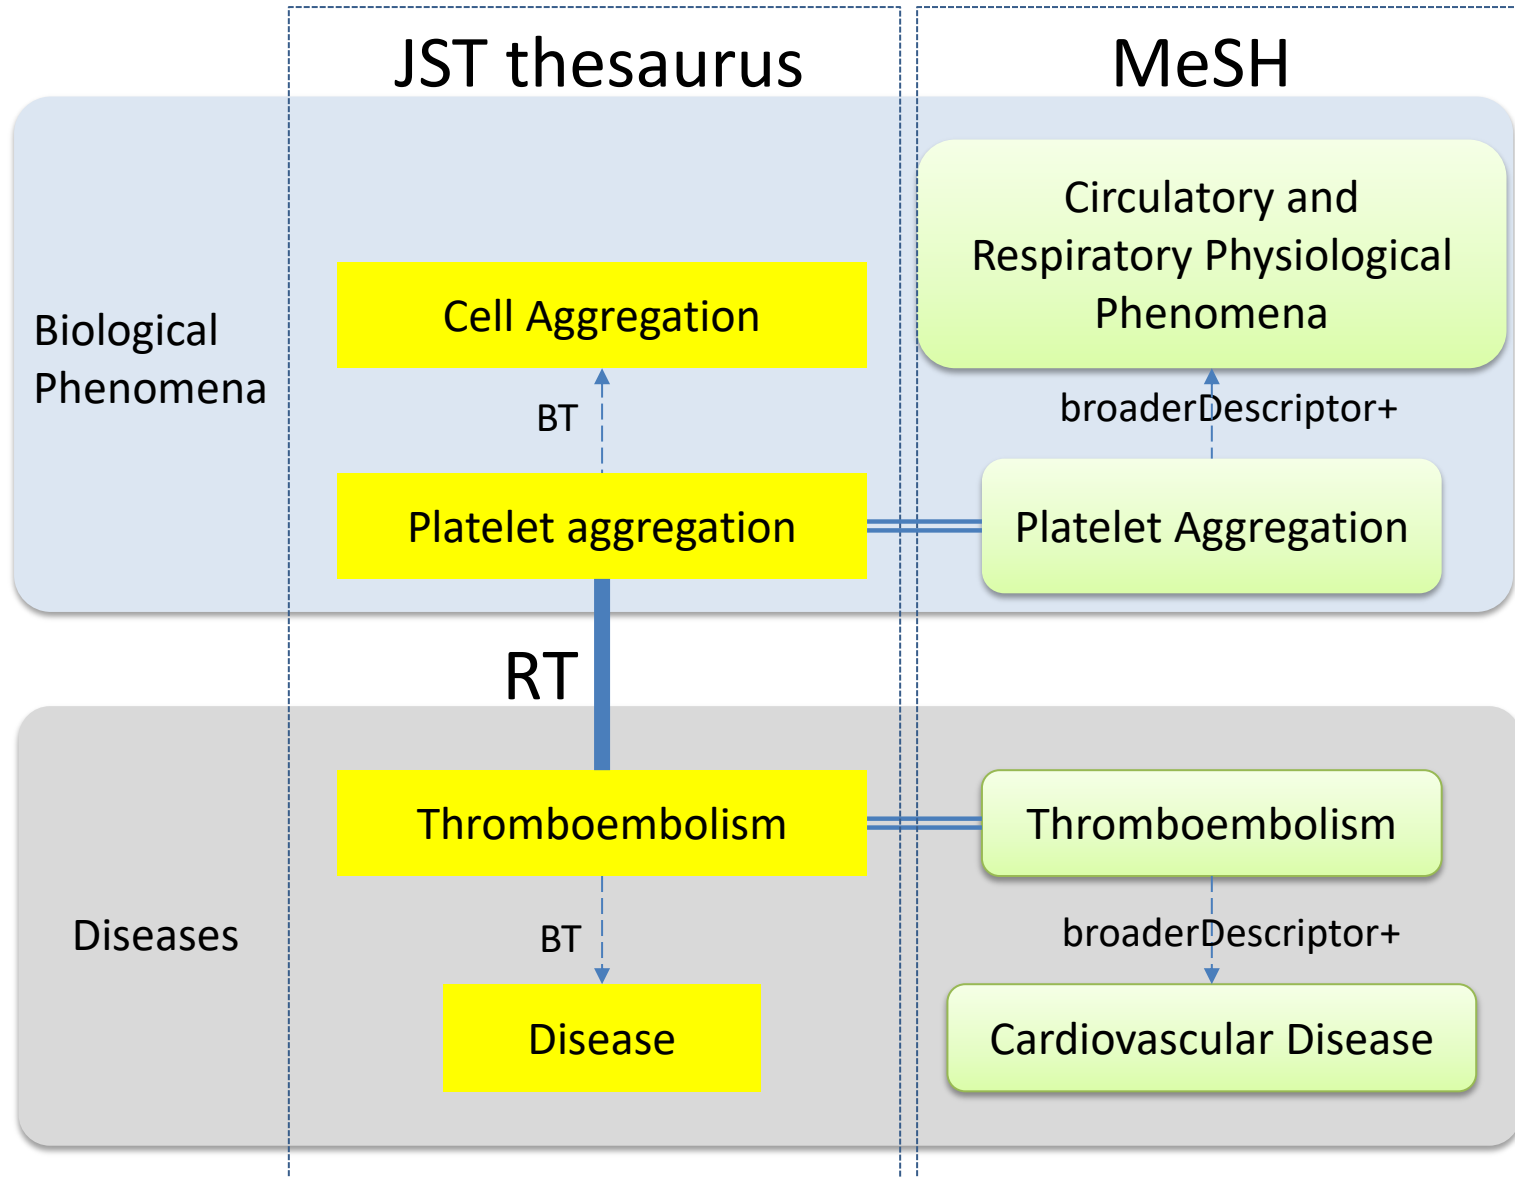 JST thesaurus
MeSH
Circulatory and
Respiratory Physiological
Phenomena
Cell Aggregation
Biological
Phenomena
BT
broaderDescriptor+
Platelet aggregation
Platelet Aggregation
RT
Thromboembolism
Thromboembolism
Diseases
BT
broaderDescriptor+
Disease
Cardiovascular Disease